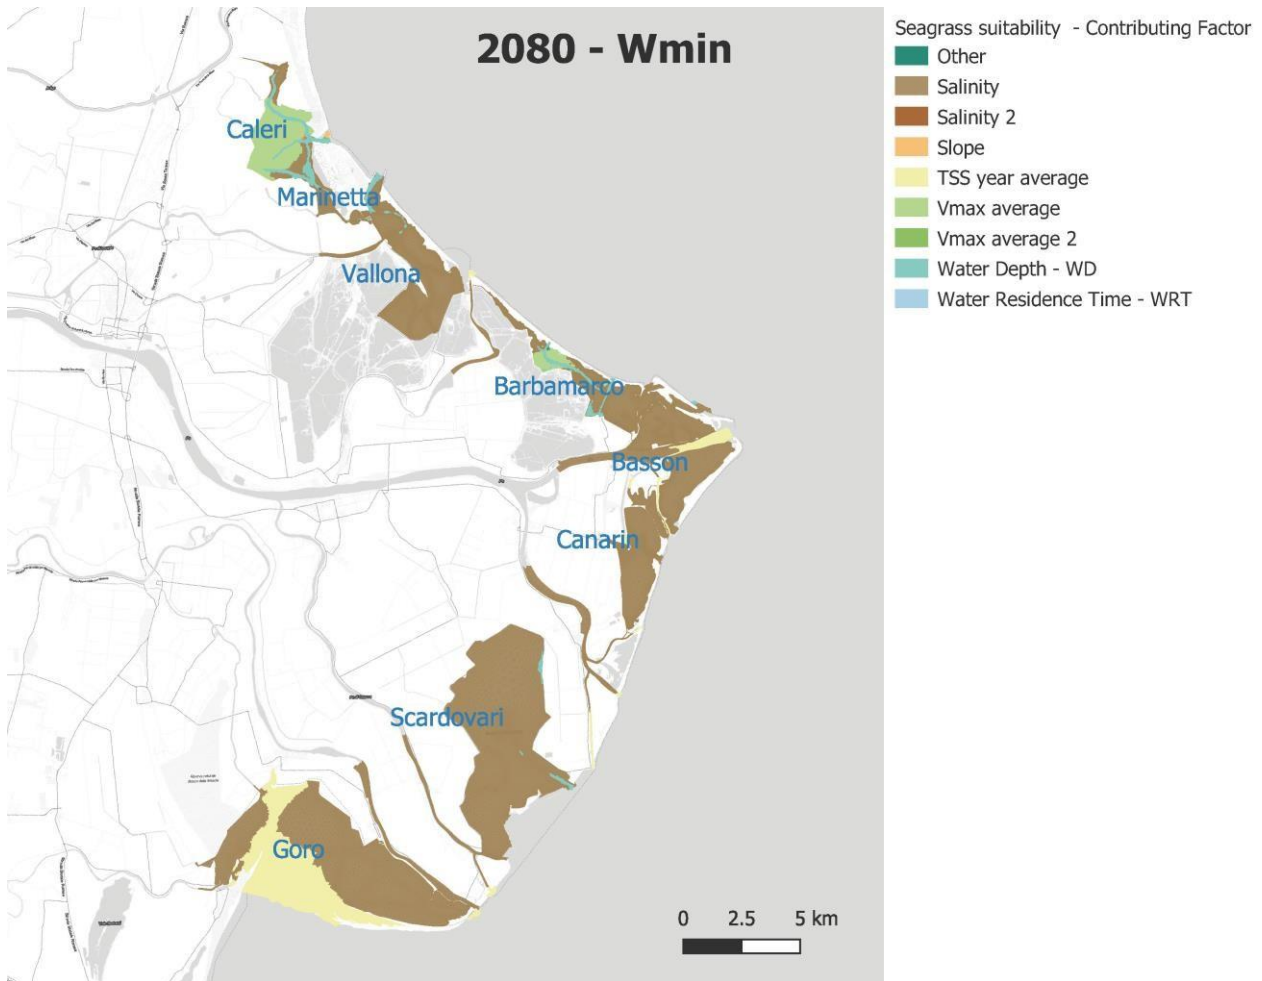 2080 - Wmin
Seagrass suitability - Contributing Factor
Other
Salinity
Salinity 2
Slope
TSS year average
Vmax average
Vmax average 2
Water Depth - WD
Water Residence Time - WRT
Caleri
Marinetta
Vallona
Barbamarco
Basson
Canarin
Scardovari
Goro
0 2.5 5 km